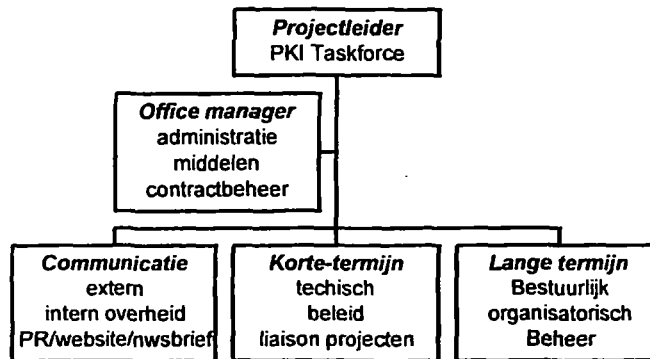 Projectleider
PKI Taskforce
Office manager
administratie
middelen
contractbeheer
Communicatie
extern
intern overheid
PR/website/nwsbrief
Korte-termijn
techisch
beleid
liaison projecten
Lange termijn
Bestuurlijk
organisatorisch
Beheer